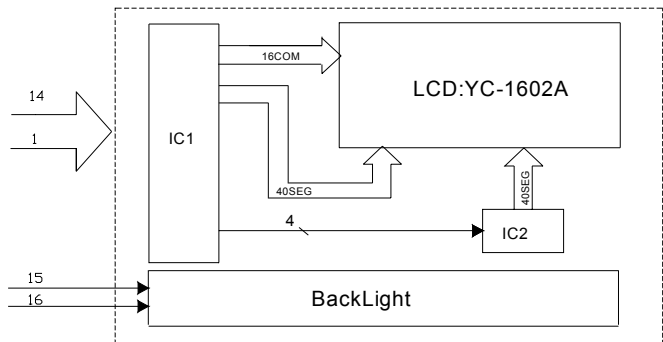 16COM
LCD:YC-1602A
14
1
IC1
40SEG
40SEG
4
IC2
15
16
BackLight